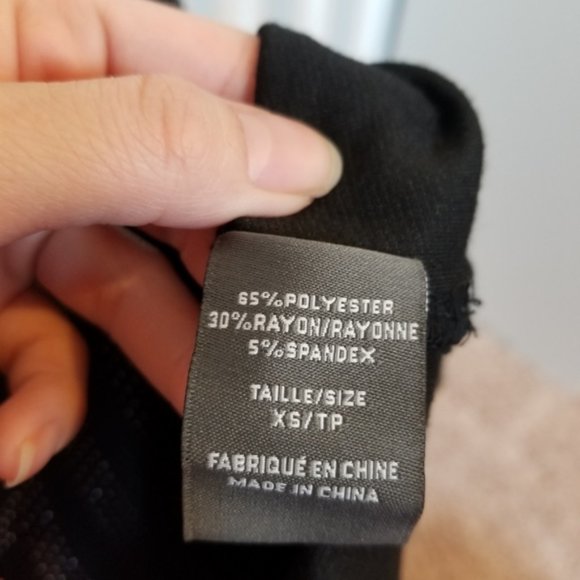 65%POLYESTER
30%RAYON/RAYONNE
5%SPANDEX
TAILLE/SIZE
XS/TP
FABRIQUÉ EN CHINE
MADE IN CHINA